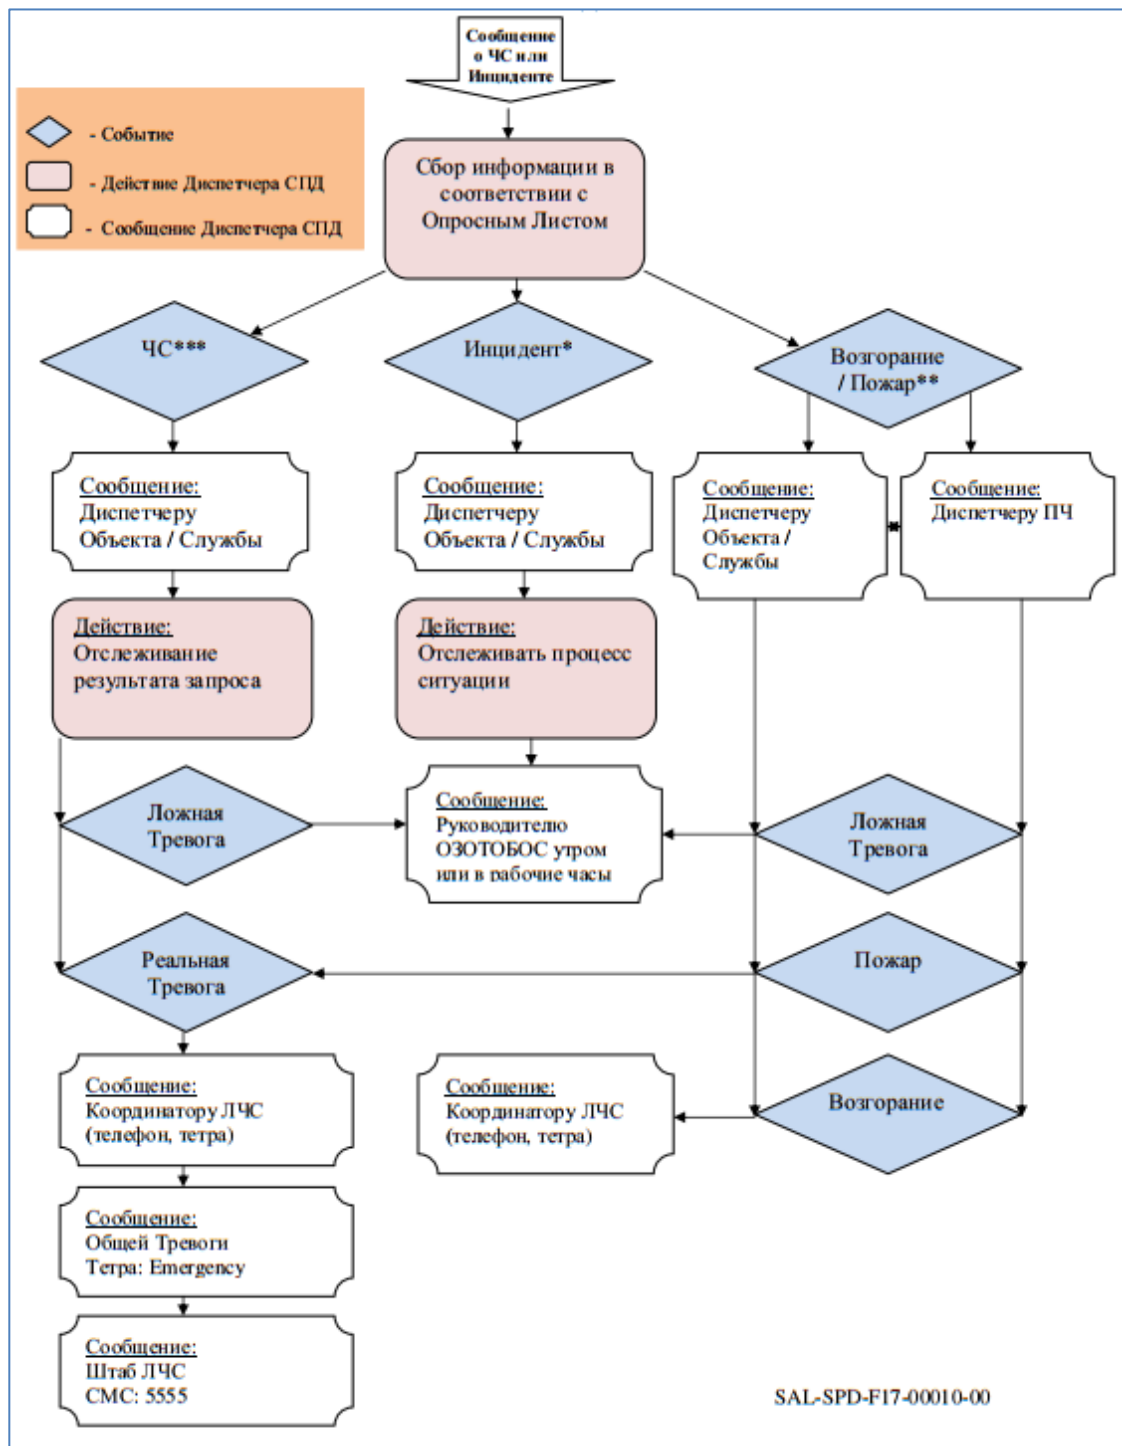 Сообщение
о ЧС или
Инциденте
- Событие
- Действие Диспетчера СПД
- Сообщение Диспетчера СПД
Сбор информации в
соответствии с
Опросным Листом
ЧС***
Инцидент*
Возгорание
/ Пожар**
Сообщение:
Диспетчеру
Объекта / Службы
Сообщение:
Диспетчеру
Объекта / Службы
Сообщение:
Диспетчеру
Объекта /
Службы
Сообщение:
Диспетчеру ПЧ
Действие:
Отслеживание
результата запроса
Действие:
Отслеживать процесс
ситуации
Ложная
Тревога
Сообщение:
Руководителю
ОЗОТОБОС утром
или в рабочие часы
Ложная
Тревога
Реальная
Тревога
Пожар
Сообщение:
Координатору ЛЧС
(телефон, тетра)
Сообщение:
Координатору ЛЧС
(телефон, тетра)
Возгорание
Сообщение:
Общей Тревоги
Тетра: Emergency
Сообщение:
Штаб ЛЧС
СМС: 5555
SAL-SPD-F17-00010-00